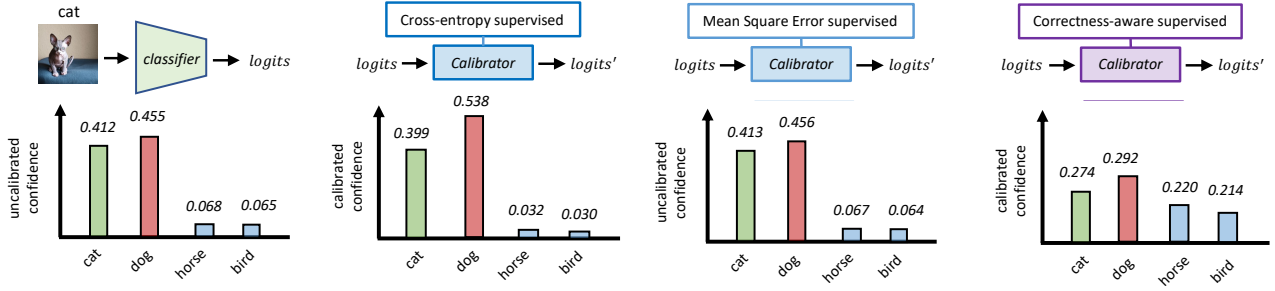 cat
classifier
logits
uncalibrated
confidence
0.412
0.455
0.068
0.065
cat
dog
horse
bird
Cross-entropy supervised
logits
Calibrator
logits'
calibrated
confidence
0.399
0.538
0.032
0.030
cat
dog
horse
bird
Mean Square Error supervised
logits
Calibrator
logits'
uncalibrated
confidence
0.413
0.456
0.067
0.064
cat
dog
horse
bird
Correctness-aware supervised
logits
Calibrator
logits'
calibrated
confidence
0.274
0.292
0.220
0.214
cat
dog
horse
bird